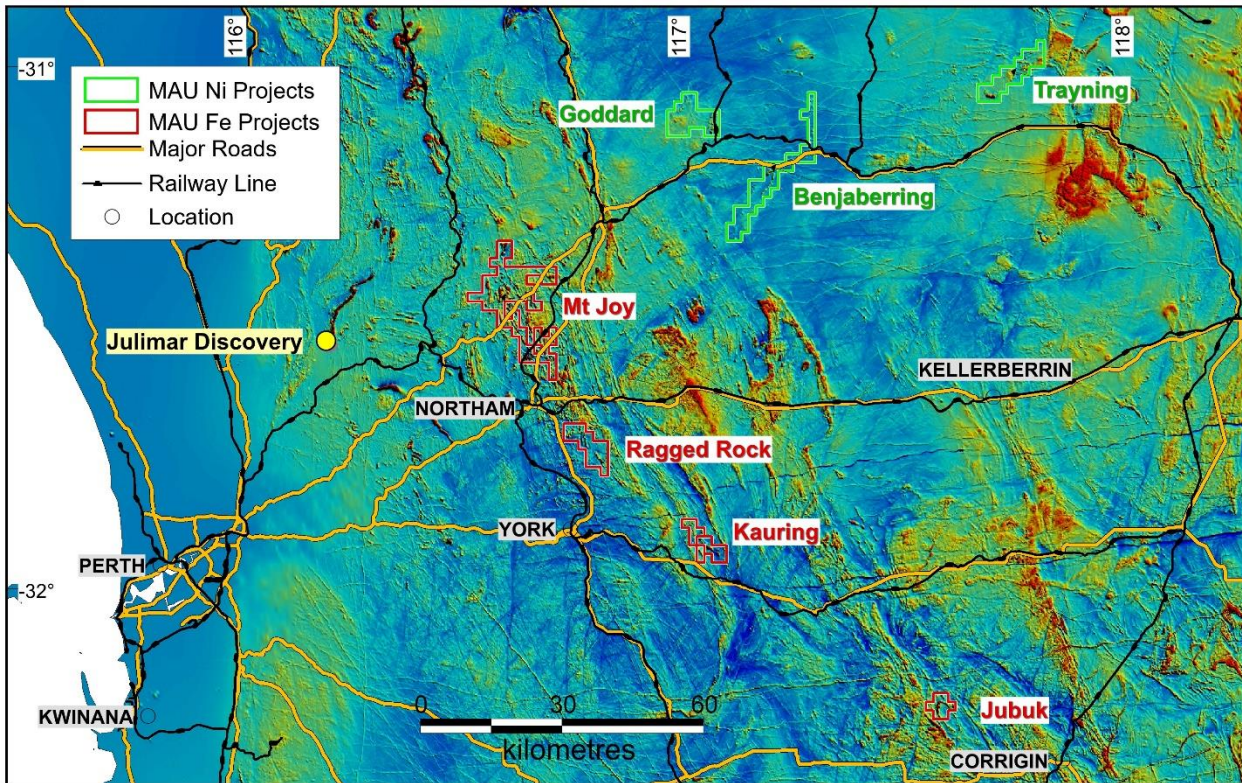 116°
117°
118°
-31°
MAU Ni Projects
MAU Fe Projects
Major Roads
Railway Line
Location
Goddard
Trayning
Benjaberring
Mt Joy
Julimar Discovery
KELLERBERRIN
NORTHAM
Ragged Rock
YORK
Kauring
PERTH
-32°
KWINANA
0 30 60
kilometres
Jubuk
CORRIGIN